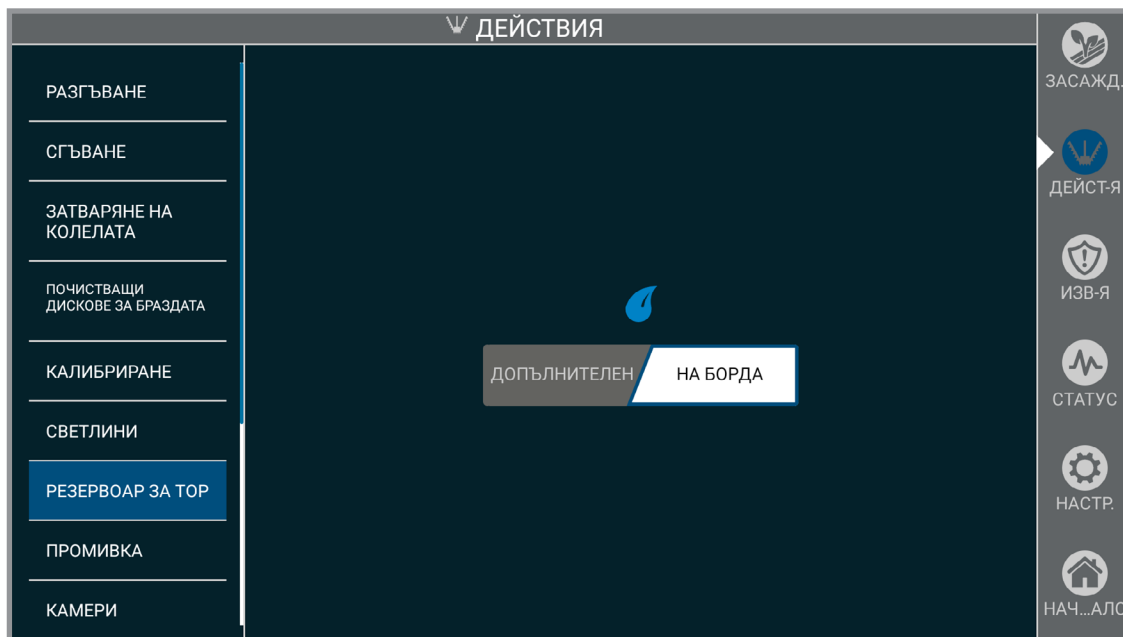 ДЕЙСТВИЯ
РАЗГЪВАНЕ
СГЪВАНЕ
ЗАТВАРЯНЕ НА
КОЛЕЛАТА
ПОЧИСТВАЩИ
ДИСКОВЕ ЗА БРАЗДАТА
КАЛИБРИРАНЕ
СВЕТЛИНИ
РЕЗЕРВОАР ЗА ТОР
ПРОМИВКА
КАМЕРИ
ДОПЪЛНИТЕЛЕН
НА БОРДА
ЗАСАЖД.
ДЕЙСТ-Я
ИЗВ-Я
СТАТУС
НАСТР.
НАЧ...АЛО